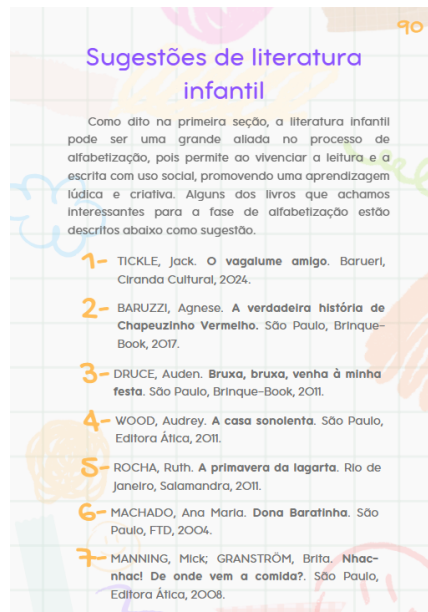 90
Sugestões de literatura
infantil
Como dito na primeira seção, a literatura infantil
pode ser uma grande aliada no processo de
alfabetização, pois permite ao vivenciar a leitura e a
escrita com uso social, promovendo uma aprendizagem
lúdica e criativa. Alguns dos livros que achamos
interessantes para a fase de alfabetização estão
descritos abaixo como sugestão.
1- TICKLE, Jack. O vagalume amigo. Barueri,
Ciranda Cultural, 2024.
2- BARUZZI, Agnese. A verdadeira história de
Chapeuzinho Vermelho. São Paulo, Brinque-
Book, 2017.
3- DRUCE, Auden. Bruxa, bruxa, venha à minha
festa. São Paulo, Brinque-Book, 2011.
4- WOOD, Audrey. A casa sonolenta. São Paulo,
Editora Ática, 2011.
5- ROCHA, Ruth. A primavera da lagarta. Rio de
Janeiro, Salamandra, 2011.
6- MACHADO, Ana Maria. Dona Baratinha. São
Paulo, FTD, 2004.
7- MANNING, Mick; GRANSTRÖM, Brita. Nhac-
nhac! De onde vem a comida?. São Paulo,
Editora Ática, 2008.